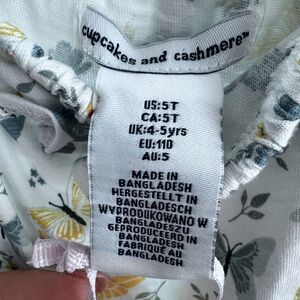 cupcakes and cashmere™
US:5T
CA:5T
UK:4-5yrs
EU:110
AU:5
MADE IN
BANGLADESH
HERGESTELLT IN
BANGLADESCH
WYPRODUKOWANO W
BANGLADESZU
GEPRODUCEERD IN
BANGLADESH
FABRIQUÉ AU
BANGLADESH